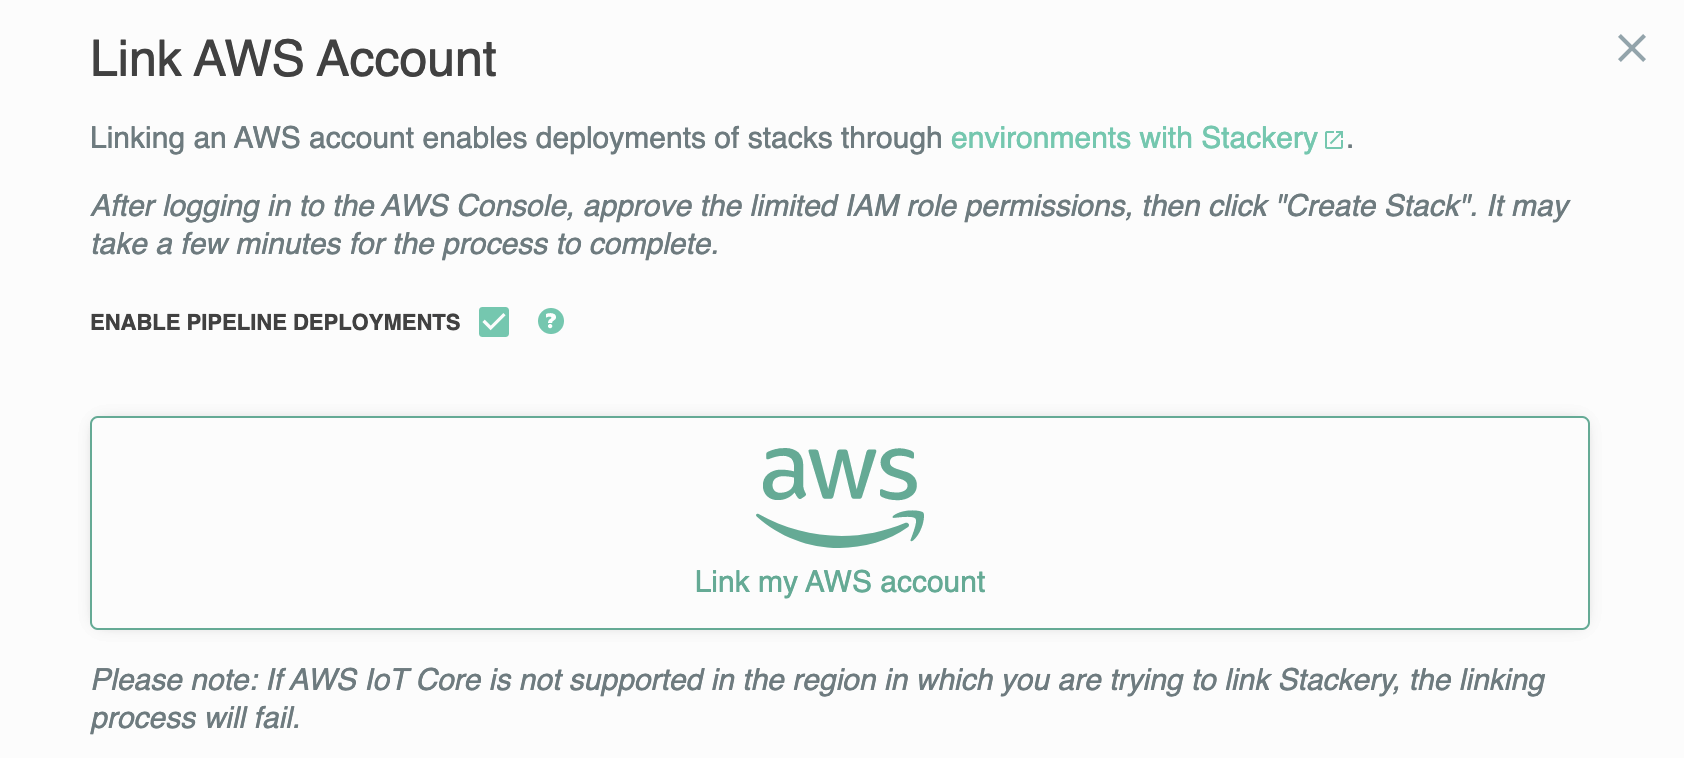 Link AWS Account
Linking an AWS account enables deployments of stacks through environments with Stackery.
After logging in to the AWS Console, approve the limited IAM role permissions, then click "Create Stack". It may
take a few minutes for the process to complete.
ENABLE PIPELINE DEPLOYMENTS ?
aws
Link my AWS account
Please note: If AWS IoT Core is not supported in the region in which you are trying to link Stackery, the linking
process will fail.